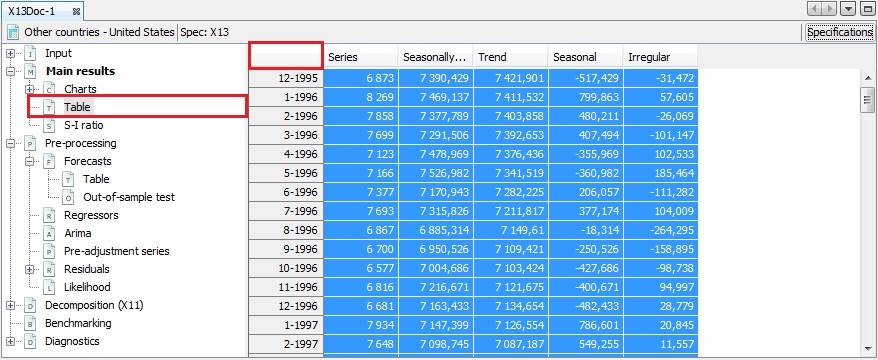 X13Doc-1
Other countries - United States Spec: X13 Specifications
I Input
M Main results
C Charts
T Table
S S-I ratio
P Pre-processing
F Forecasts
T Table
O Out-of-sample test
R Regressors
A Arima
P Pre-adjustment series
R Residuals
L Likelihood
D Decomposition (X11)
B Benchmarking
D Diagnostics
Series Seasonally... Trend Seasonal Irregular
12-1995 6 873 7 390,429 7 421,901 -517,429 -31,472
1-1996 8 269 7 469,137 7 411,532 799,863 57,605
2-1996 7 858 7 377,789 7 403,858 480,211 -26,069
3-1996 7 699 7 291,506 7 392,653 407,494 -101,147
4-1996 7 123 7 478,969 7 376,436 -355,969 102,533
5-1996 7 166 7 526,982 7 341,519 -360,982 185,464
6-1996 7 377 7 170,943 7 282,225 206,057 -111,282
7-1996 7 693 7 315,826 7 211,817 377,174 104,009
8-1996 6 867 6 885,314 7 149,61 -18,314 -264,295
9-1996 6 700 6 950,526 7 109,421 -250,526 -158,895
10-1996 6 577 7 004,686 7 103,424 -427,686 -98,738
11-1996 6 816 7 216,671 7 121,675 -400,671 94,997
12-1996 6 681 7 163,433 7 134,654 -482,433 28,779
1-1997 7 934 7 147,399 7 126,554 786,601 20,845
2-1997 7 648 7 098,745 7 087,187 549,255 11,557